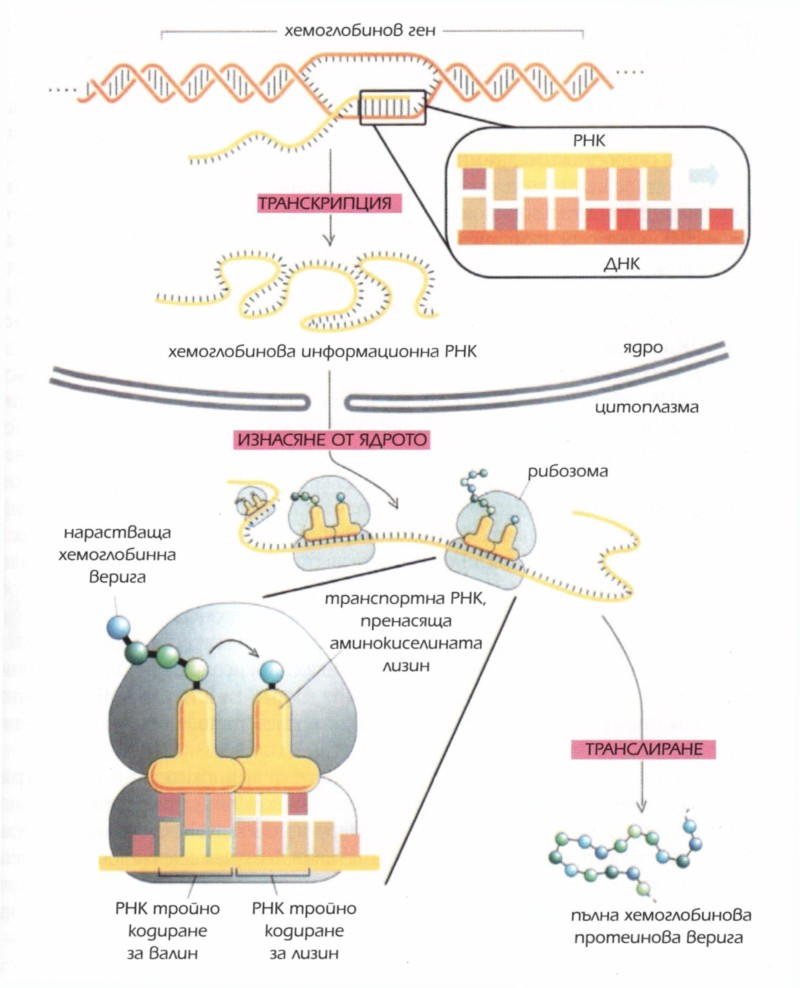 хемоглобинов ген
РНК
ТРАНСКРИПЦИЯ
ДНК
хемоглобинова информационна РНК
ядро
цитоплазма
ИЗНАСЯНЕ ОТ ЯДРОТО
рибозома
нарастваща
хемоглобинна
верига
транспортна РНК,
пренасяща
аминокиселината
лизин
ТРАНСЛИРАНЕ
РНК тройно
кодиране
за валин
РНК тройно
кодиране
за лизин
пълна хемоглобинова
протеинова верига